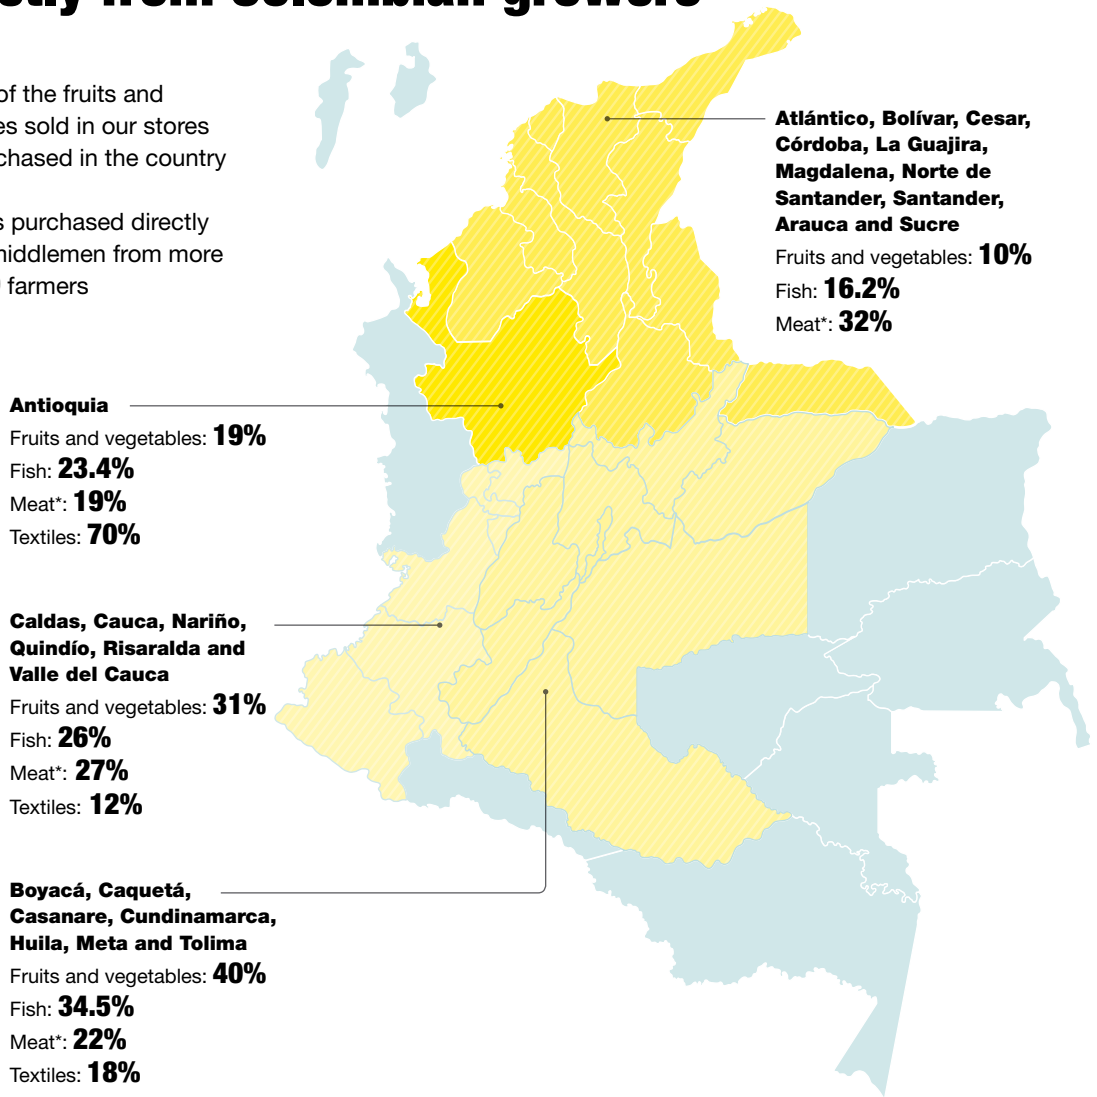 from Colombian growers
of the fruits and
sold in our stores
in the country
purchased directly
from more
farmers
Atlántico, Bolívar, Cesar,
Córdoba, La Guajira,
Magdalena, Norte de
Santander, Santander,
Arauca and Sucre
Fruits and vegetables: 10%
Fish: 16.2%
Meat*: 32%
Antioquia
Fruits and vegetables: 19%
Fish: 23.4%
Meat*: 19%
Textiles: 70%
Caldas, Cauca, Nariño,
Quindío, Risaralda and
Valle del Cauca
Fruits and vegetables: 31%
Fish: 26%
Meat*: 27%
Textiles: 12%
Boyacá, Caquetá,
Casanare, Cundinamarca,
Huila, Meta and Tolima
Fruits and vegetables: 40%
Fish: 34.5%
Meat*: 22%
Textiles: 18%